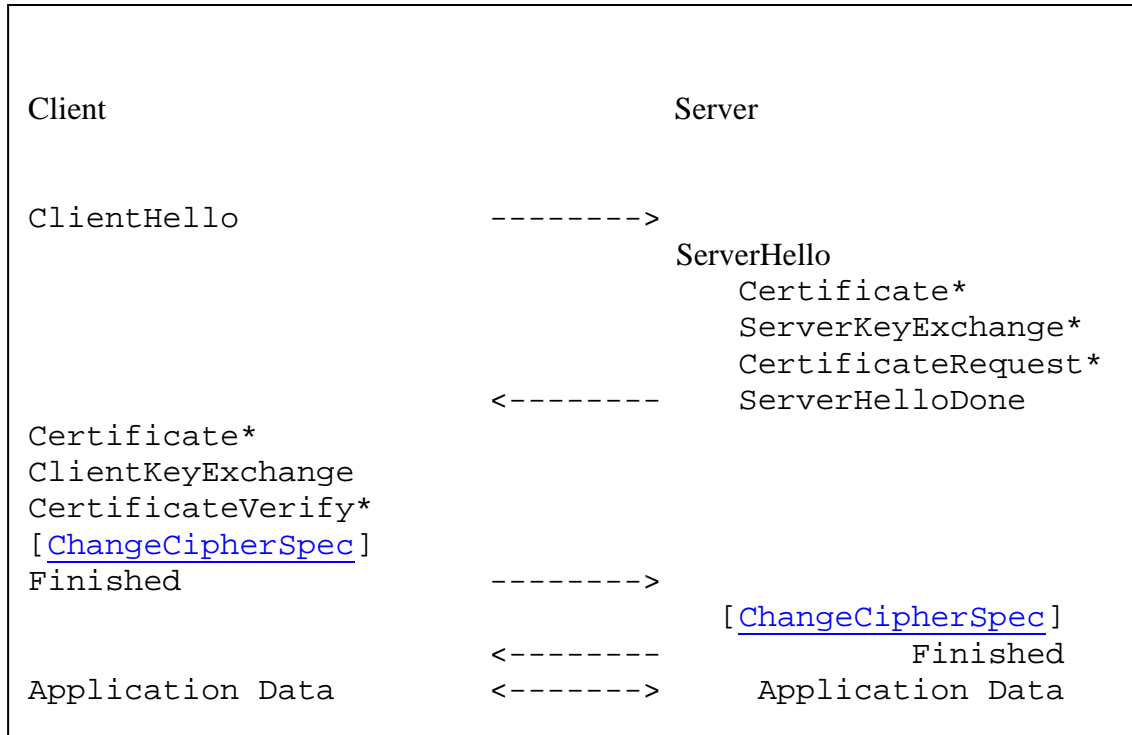 Client Server
ClientHello -------->
ServerHello
Certificate*
ServerKeyExchange*
CertificateRequest*
<-------- ServerHelloDone
Certificate*
ClientKeyExchange
CertificateVerify*
[ChangeCipherSpec]
Finished -------->
[ChangeCipherSpec]
<-------- Finished
Application Data <-------> Application Data